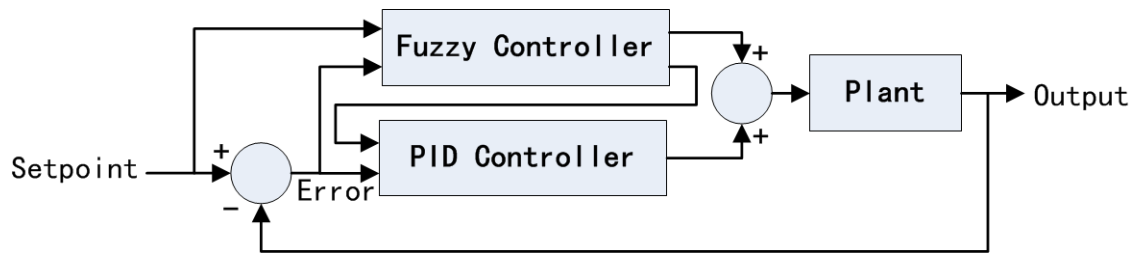 Fuzzy Controller
+
Plant
Output
PID Controller
+
Setpoint
+
Error
−